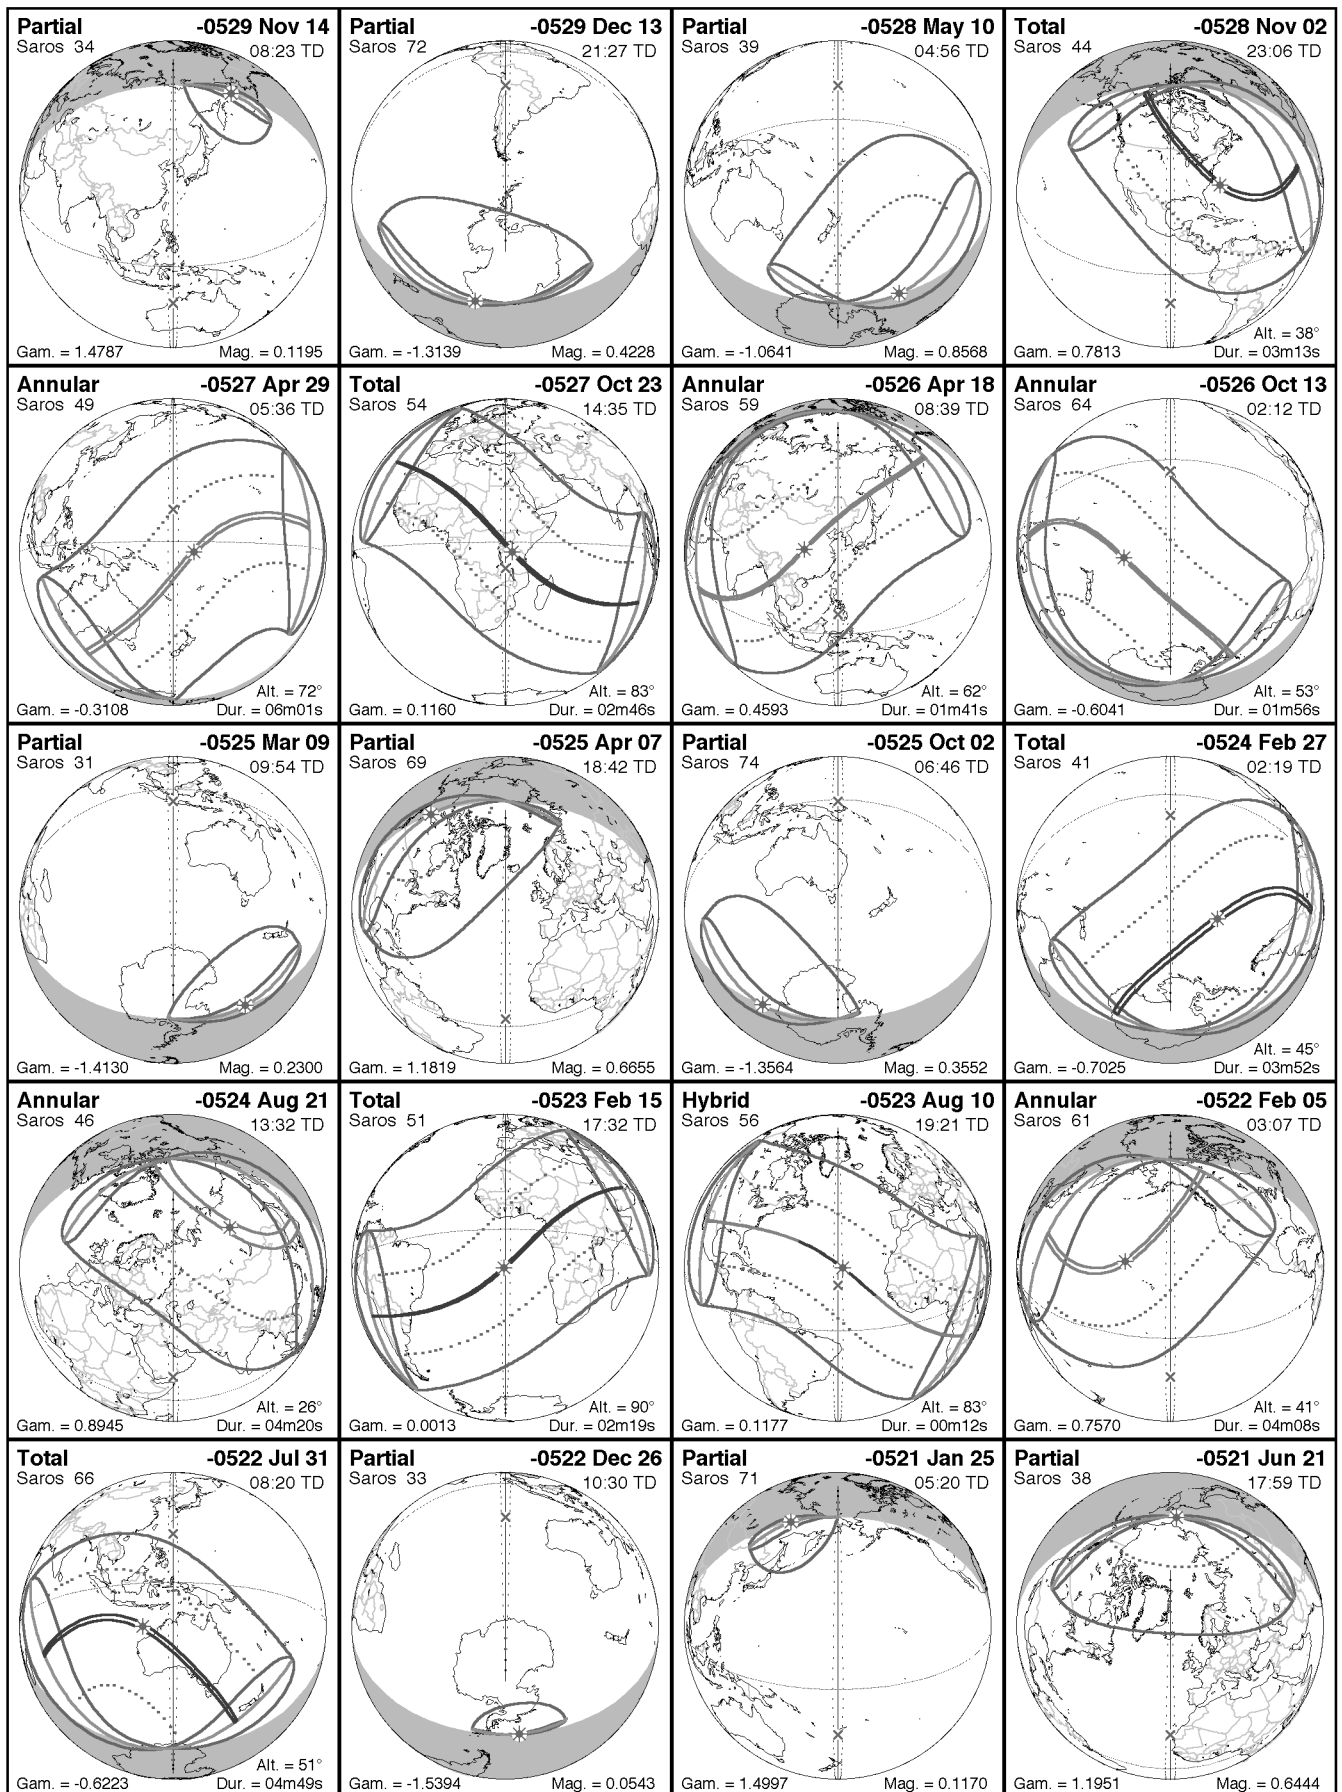 Partial -0529 Nov 14
Saros 34 08:23 TD
Gam. = 1.4787 Mag. = 0.1195
Partial -0529 Dec 13
Saros 72 21:27 TD
Gam. = -1.3139 Mag. = 0.4228
Partial -0528 May 10
Saros 39 04:56 TD
Gam. = -1.0641 Mag. = 0.8568
Total -0528 Nov 02
Saros 44 23:06 TD
Alt. = 38°
Gam. = 0.7813 Dur. = 03m13s
Annular -0527 Apr 29
Saros 49 05:36 TD
Alt. = 72°
Gam. = -0.3108 Dur. = 06m01s
Total -0527 Oct 23
Saros 54 14:35 TD
Alt. = 83°
Gam. = 0.1160 Dur. = 02m46s
Annular -0526 Apr 18
Saros 59 08:39 TD
Alt. = 62°
Gam. = 0.4593 Dur. = 01m41s
Annular -0526 Oct 13
Saros 64 02:12 TD
Alt. = 53°
Gam. = -0.6041 Dur. = 01m56s
Partial -0525 Mar 09
Saros 31 09:54 TD
Gam. = -1.4130 Mag. = 0.2300
Partial -0525 Apr 07
Saros 69 18:42 TD
Gam. = 1.1819 Mag. = 0.6655
Partial -0525 Oct 02
Saros 74 06:46 TD
Gam. = -1.3564 Mag. = 0.3552
Total -0524 Feb 27
Saros 41 02:19 TD
Alt. = 45°
Gam. = -0.7025 Dur. = 03m52s
Annular -0524 Aug 21
Saros 46 13:32 TD
Alt. = 26°
Gam. = 0.8945 Dur. = 04m20s
Total -0523 Feb 15
Saros 51 17:32 TD
Alt. = 90°
Gam. = 0.0013 Dur. = 02m19s
Hybrid -0523 Aug 10
Saros 56 19:21 TD
Alt. = 83°
Gam. = 0.1177 Dur. = 00m12s
Annular -0522 Feb 05
Saros 61 03:07 TD
Alt. = 41°
Gam. = 0.7570 Dur. = 04m08s
Total -0522 Jul 31
Saros 66 08:20 TD
Alt. = 51°
Gam. = -0.6223 Dur. = 04m49s
Partial -0522 Dec 26
Saros 33 10:30 TD
Gam. = -1.5394 Mag. = 0.0543
Partial -0521 Jan 25
Saros 71 05:20 TD
Gam. = 1.4997 Mag. = 0.1170
Partial -0521 Jun 21
Saros 38 17:59 TD
Gam. = 1.1951 Mag. = 0.6444